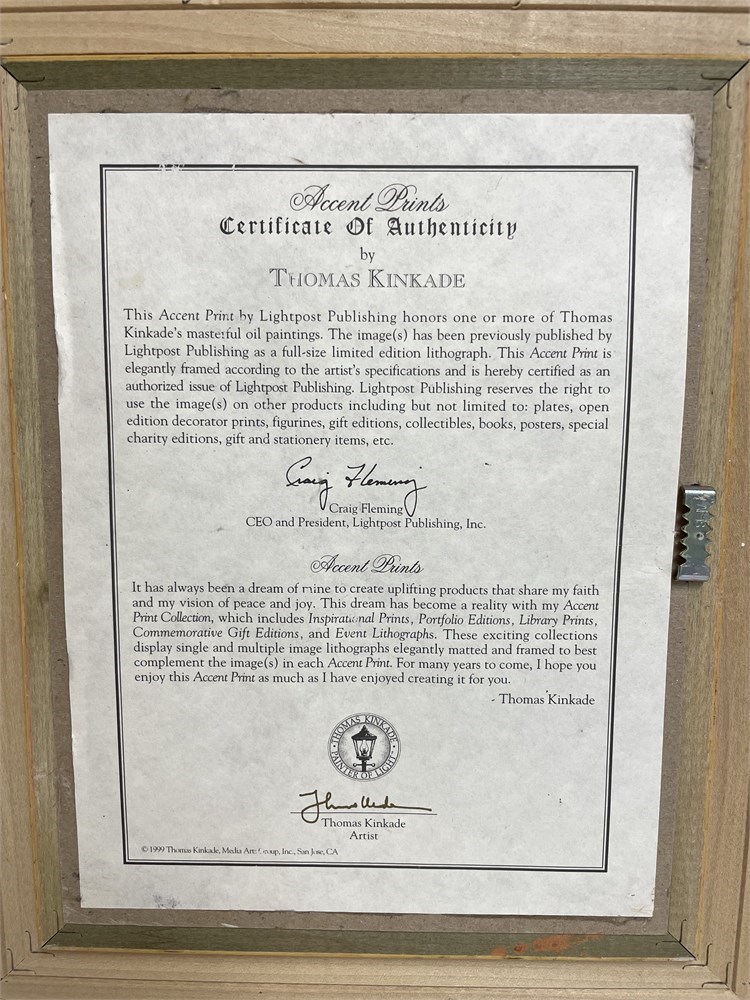 Accent Prints
Certificate Of Authenticity
by
THOMAS KINKADE
This Accent Print by Lightpost Publishing honors one or more of Thomas
Kinkade's masterful oil paintings. The image(s) has been previously published by
Lightpost Publishing as a full-size limited edition lithograph. This Accent Print is
elegantly framed according to the artist's specifications and is hereby certified as an
authorized issue of Lightpost Publishing. Lightpost Publishing reserves the right to
use the image(s) on other products including but not limited to: plates, open
edition decorator prints, figurines, gift editions, collectibles, books, posters, special
charity editions, gift and stationery items, etc.
Craig Fleming
Craig Fleming
CEO and President, Lightpost Publishing, Inc.
Accent Prints
It has always been a dream of mine to create uplifting products that share my faith
and my vision of peace and joy. This dream has become a reality with my Accent
Print Collection, which includes Inspirational Prints, Portfolio Editions, Library Prints,
Commemorative Gift Editions, and Event Lithographs. These exciting collections
display single and multiple image lithographs elegantly matted and framed to best
complement the image(s) in each Accent Print. For many years to come, I hope you
enjoy this Accent Print as much as I have enjoyed creating it for you.
- Thomas Kinkade
THOMAS KINKADE
PAINTER OF LIGHT
Thomas Kinkade
Artist
© 1999 Thomas Kinkade, Media Arts Group, Inc., San Jose, CA